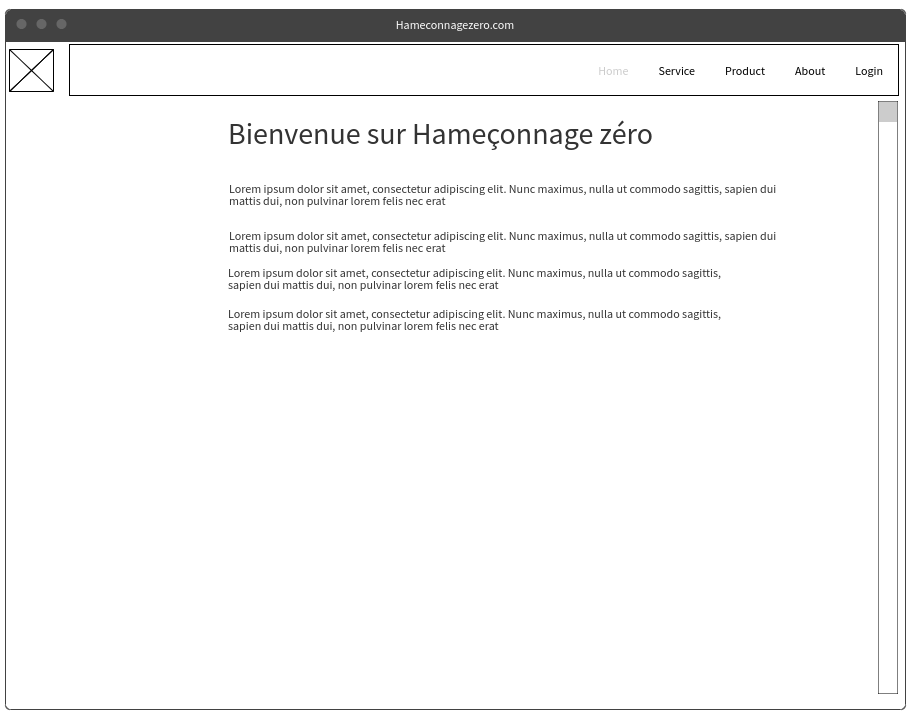 Hameconnagezero.com
Home Service Product About Login
Bienvenue sur Hameçonnage zéro
Lorem ipsum dolor sit amet, consectetur adipiscing elit. Nunc maximus, nulla ut commodo sagittis, sapien dui
mattis dui, non pulvinar lorem felis nec erat
Lorem ipsum dolor sit amet, consectetur adipiscing elit. Nunc maximus, nulla ut commodo sagittis, sapien dui
mattis dui, non pulvinar lorem felis nec erat
Lorem ipsum dolor sit amet, consectetur adipiscing elit. Nunc maximus, nulla ut commodo sagittis,
sapien dui mattis dui, non pulvinar lorem felis nec erat
Lorem ipsum dolor sit amet, consectetur adipiscing elit. Nunc maximus, nulla ut commodo sagittis,
sapien dui mattis dui, non pulvinar lorem felis nec erat